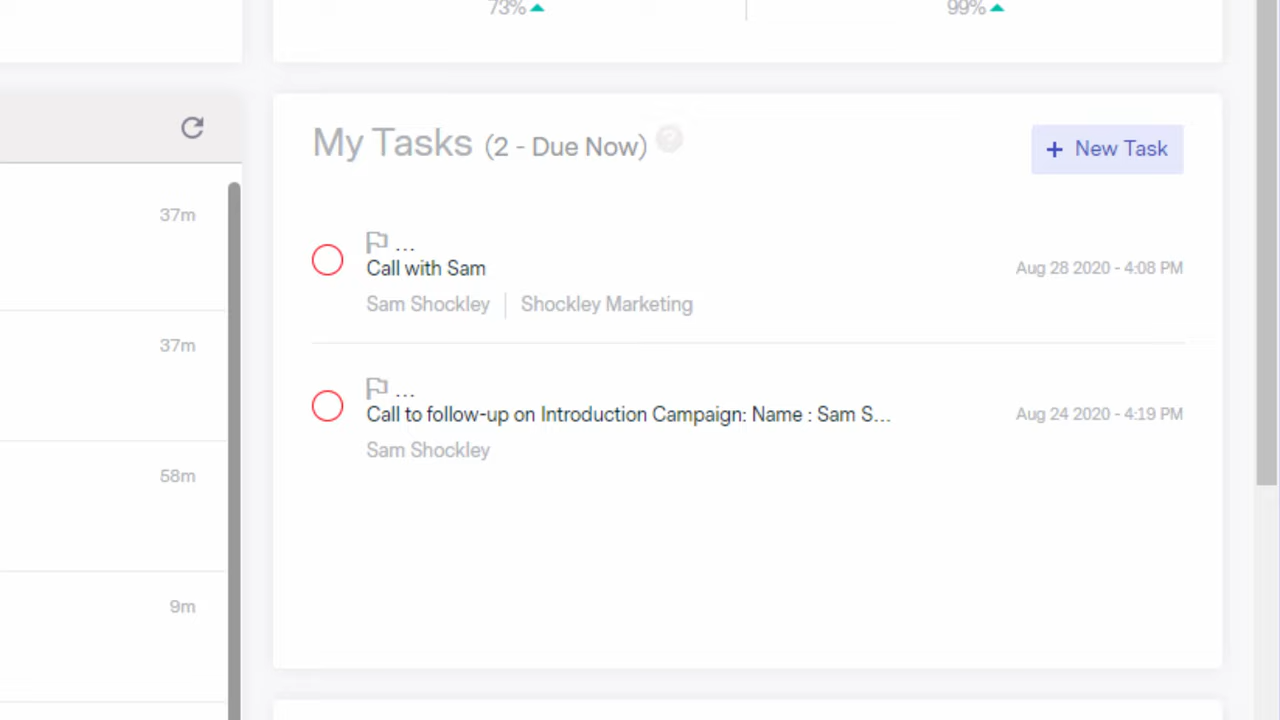 73%
99%
My Tasks (2 - Due Now) ?
+ New Task
37m
37m
58m
9m
...
Call with Sam
Aug 28 2020 - 4:08 PM
Sam Shockley | Shockley Marketing
...
Call to follow-up on Introduction Campaign: Name : Sam S...
Aug 24 2020 - 4:19 PM
Sam Shockley